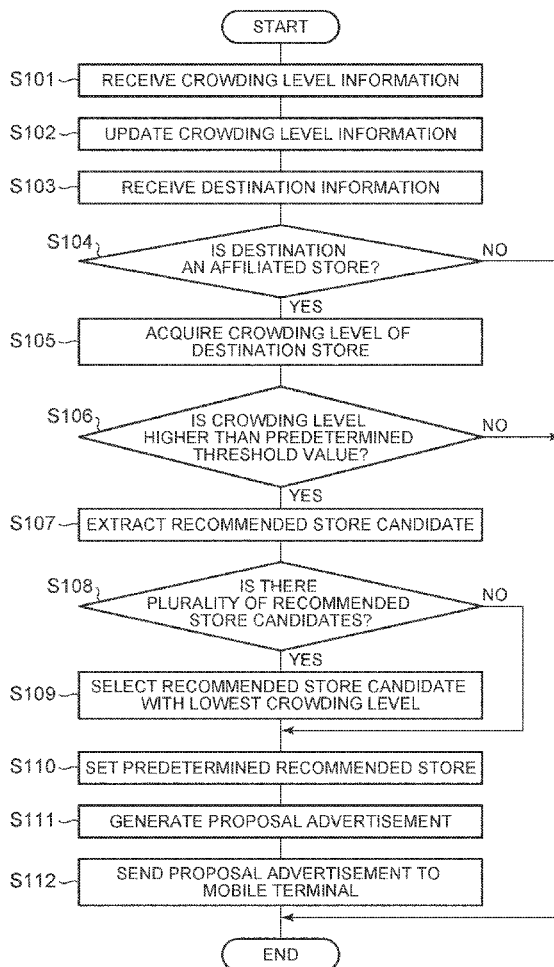 START
S101
RECEIVE CROWDING LEVEL INFORMATION
S102
UPDATE CROWDING LEVEL INFORMATION
S103
RECEIVE DESTINATION INFORMATION
S104
IS DESTINATION
AN AFFILIATED STORE?
NO
YES
S105
ACQUIRE CROWDING LEVEL OF
DESTINATION STORE
S106
IS CROWDING LEVEL
HIGHER THAN PREDETERMINED
THRESHOLD VALUE?
NO
YES
S107
EXTRACT RECOMMENDED STORE CANDIDATE
S108
IS THERE
PLURALITY OF RECOMMENDED
STORE CANDIDATES?
NO
YES
S109
SELECT RECOMMENDED STORE CANDIDATE
WITH LOWEST CROWDING LEVEL
S110
SET PREDETERMINED RECOMMENDED STORE
S111
GENERATE PROPOSAL ADVERTISEMENT
S112
SEND PROPOSAL ADVERTISEMENT TO
MOBILE TERMINAL
END